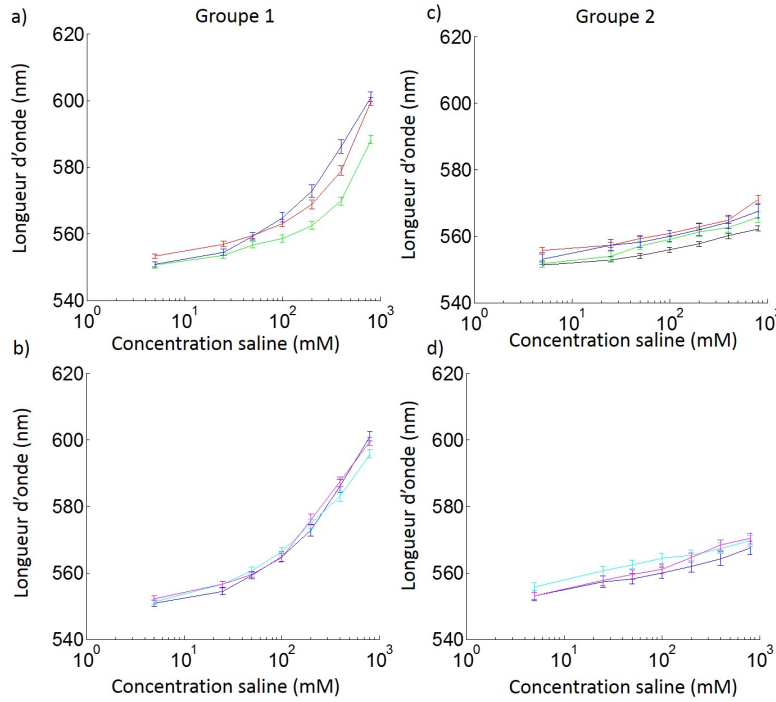 a)
Groupe 1
620
600
580
560
540
Longueur d'onde (nm)
10⁰ 10¹ 10² 10³
Concentration saline (mM)
c)
Groupe 2
620
600
580
560
540
Longueur d'onde (nm)
10⁰ 10¹ 10² 10³
Concentration saline (mM)
b)
620
600
580
560
540
Longueur d'onde (nm)
10⁰ 10¹ 10² 10³
Concentration saline (mM)
d)
620
600
580
560
540
Longueur d'onde (nm)
10⁰ 10¹ 10² 10³
Concentration saline (mM)